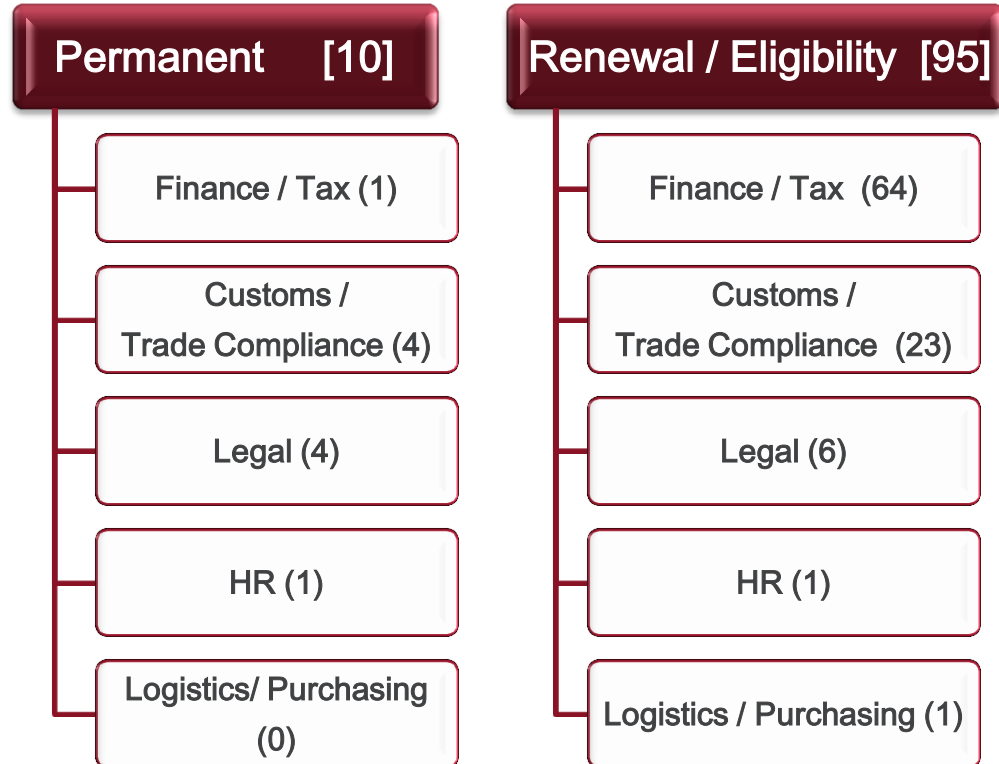 Permanent [10]
Finance / Tax (1)
Customs /
Trade Compliance (4)
Legal (4)
HR (1)
Logistics/ Purchasing
(0)
Renewal / Eligibility [95]
Finance / Tax (64)
Customs /
Trade Compliance (23)
Legal (6)
HR (1)
Logistics / Purchasing (1)